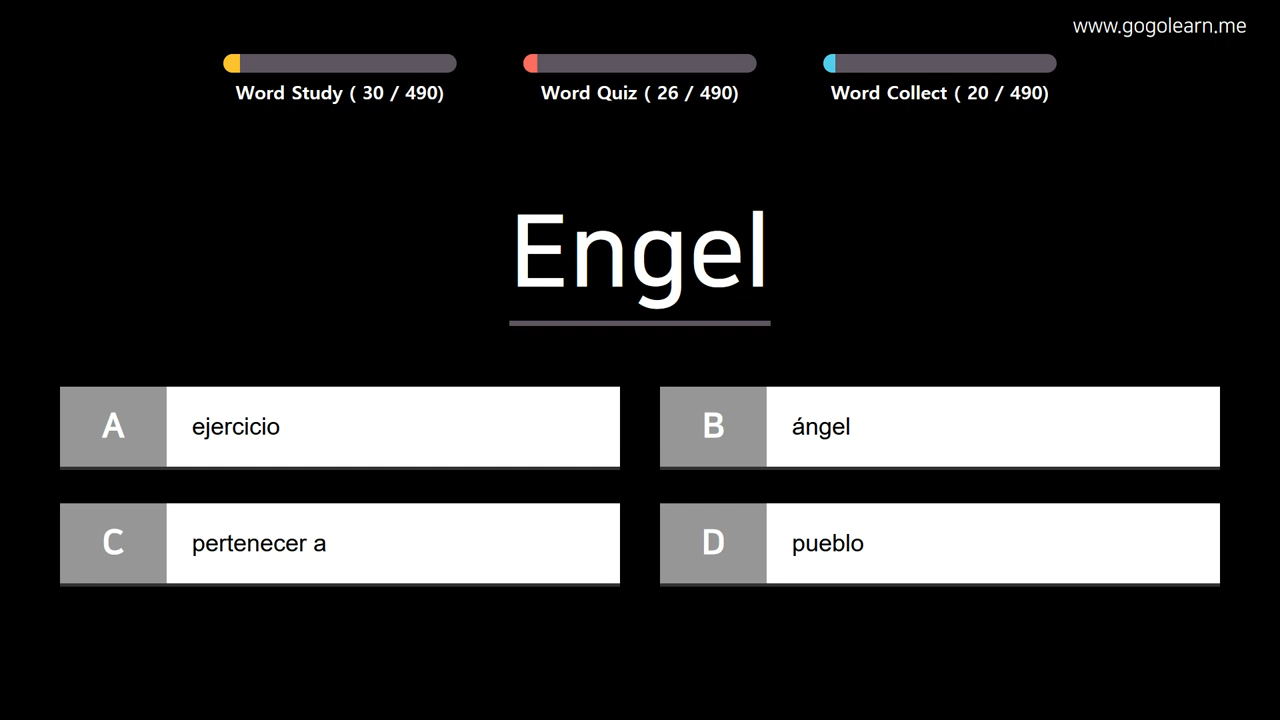 www.gogolearn.me
Word Study ( 30 / 490)
Word Quiz ( 26 / 490)
Word Collect ( 20 / 490)
Engel
A ejercicio
B ángel
C pertenecer a
D pueblo